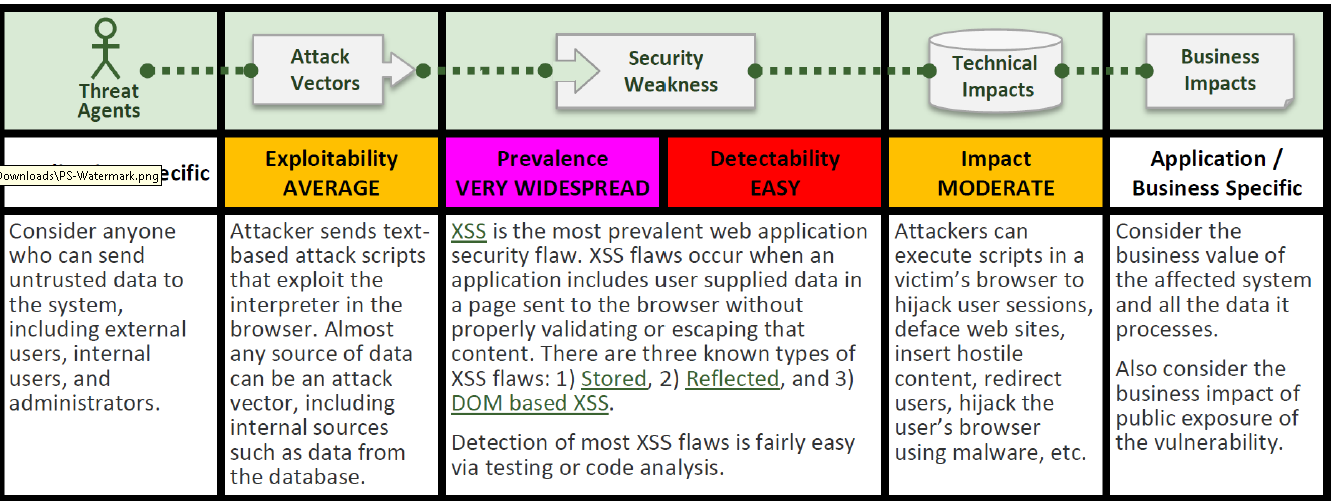 Threat
Agents
Attack
Vectors
Security
Weakness
Technical
Impacts
Business
Impacts
Downloads\PS-Watermark.png
ecific
Exploitability
AVERAGE
Prevalence
VERY WIDESPREAD
Detectability
EASY
Impact
MODERATE
Application /
Business Specific
Consider anyone
who can send
untrusted data to
the system,
including external
users, internal
users, and
administrators.
Attacker sends text-
based attack scripts
that exploit the
interpreter in the
browser. Almost
any source of data
can be an attack
vector, including
internal sources
such as data from
the database.
XSS is the most prevalent web application
security flaw. XSS flaws occur when an
application includes user supplied data in
a page sent to the browser without
properly validating or escaping that
content. There are three known types of
XSS flaws: 1) Stored, 2) Reflected, and 3)
DOM based XSS.
Detection of most XSS flaws is fairly easy
via testing or code analysis.
Attackers can
execute scripts in a
victim’s browser to
hijack user sessions,
deface web sites,
insert hostile
content, redirect
users, hijack the
user’s browser
using malware, etc.
Consider the
business value of
the affected system
and all the data it
processes.
Also consider the
business impact of
public exposure of
the vulnerability.